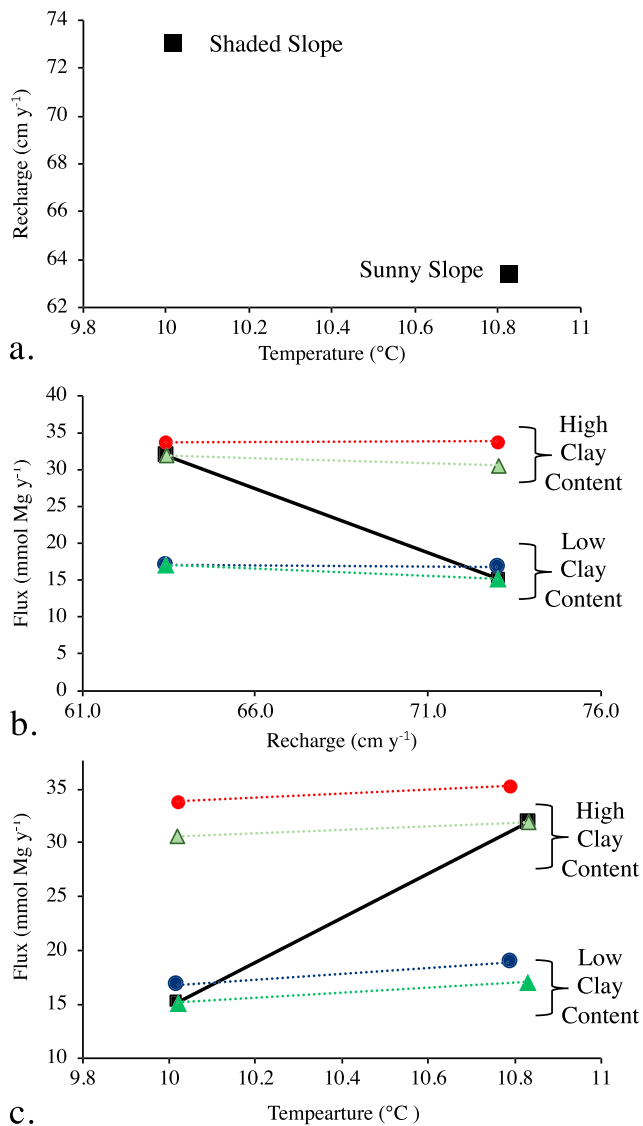 74
72
70
68
66
64
62
Recharge (cm y⁻¹)
Shaded Slope
Sunny Slope
9.8 10 10.2 10.4 10.6 10.8 11
Temperature (°C)
a.
40
35
30
25
20
15
10
5
0
Flux (mmol Mg y⁻¹)
High
Clay
Content
Low
Clay
Content
61.0 66.0 71.0 76.0
Recharge (cm y⁻¹)
b.
35
30
25
20
15
10
Flux (mmol Mg y⁻¹)
High
Clay
Content
Low
Clay
Content
9.8 10 10.2 10.4 10.6 10.8 11
Tempearture (°C )
c.